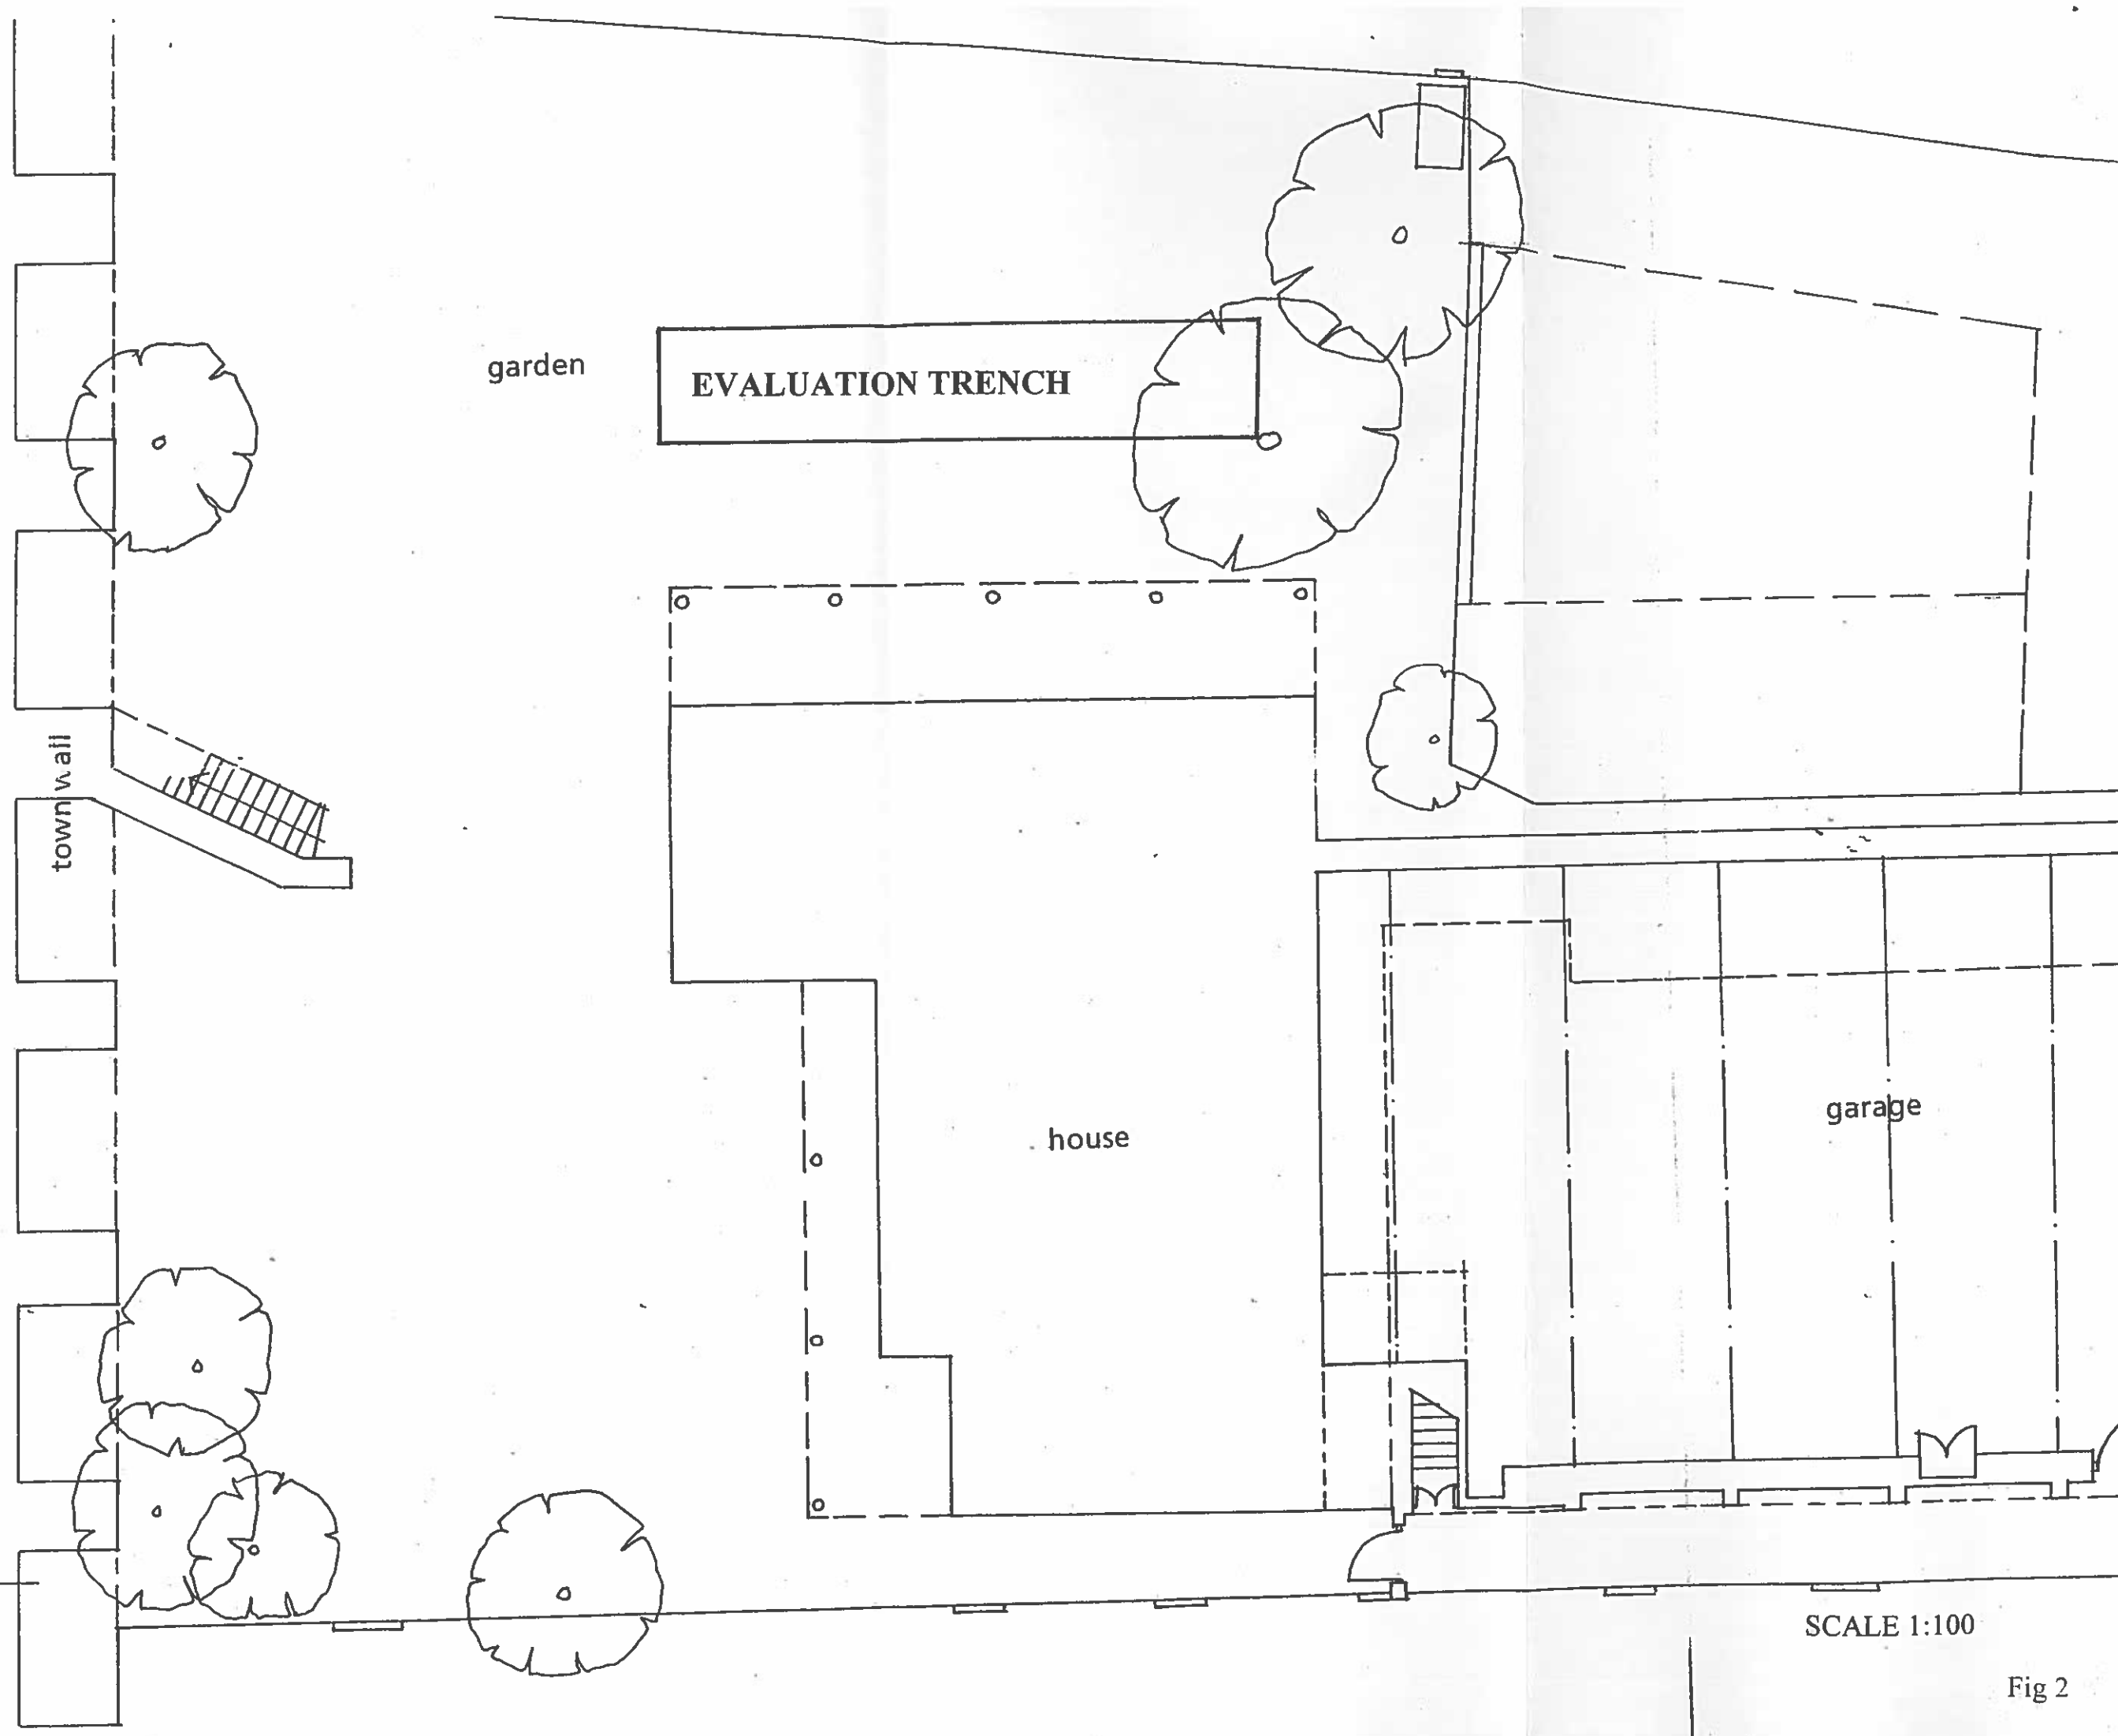 garden
EVALUATION TRENCH
town wall
house
garage
SCALE 1:100
Fig 2